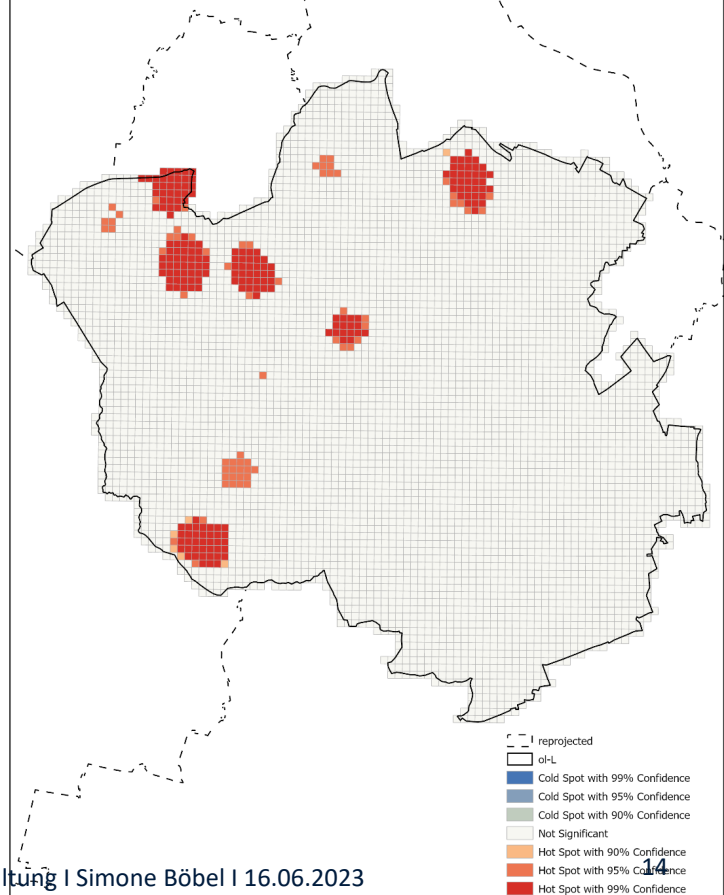 reprojected
ol-L
Cold Spot with 99% Confidence
Cold Spot with 95% Confidence
Cold Spot with 90% Confidence
Not Significant
Hot Spot with 90% Confidence
Hot Spot with 95% Confidence
14
Hot Spot with 99% Confidence
ltung I Simone Böbel I 16.06.2023